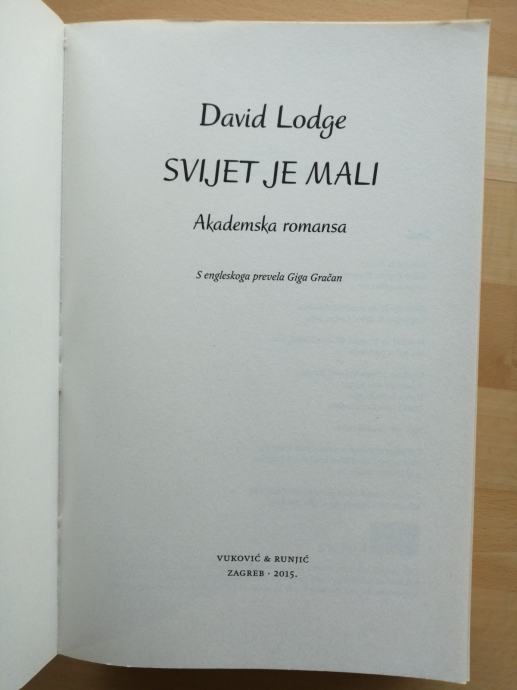 David Lodge
SVIJET JE MALI
Akademska romansa
S engleskoga prevela Giga Gračan
VUKOVIĆ & RUNJIĆ
ZAGREB · 2015.